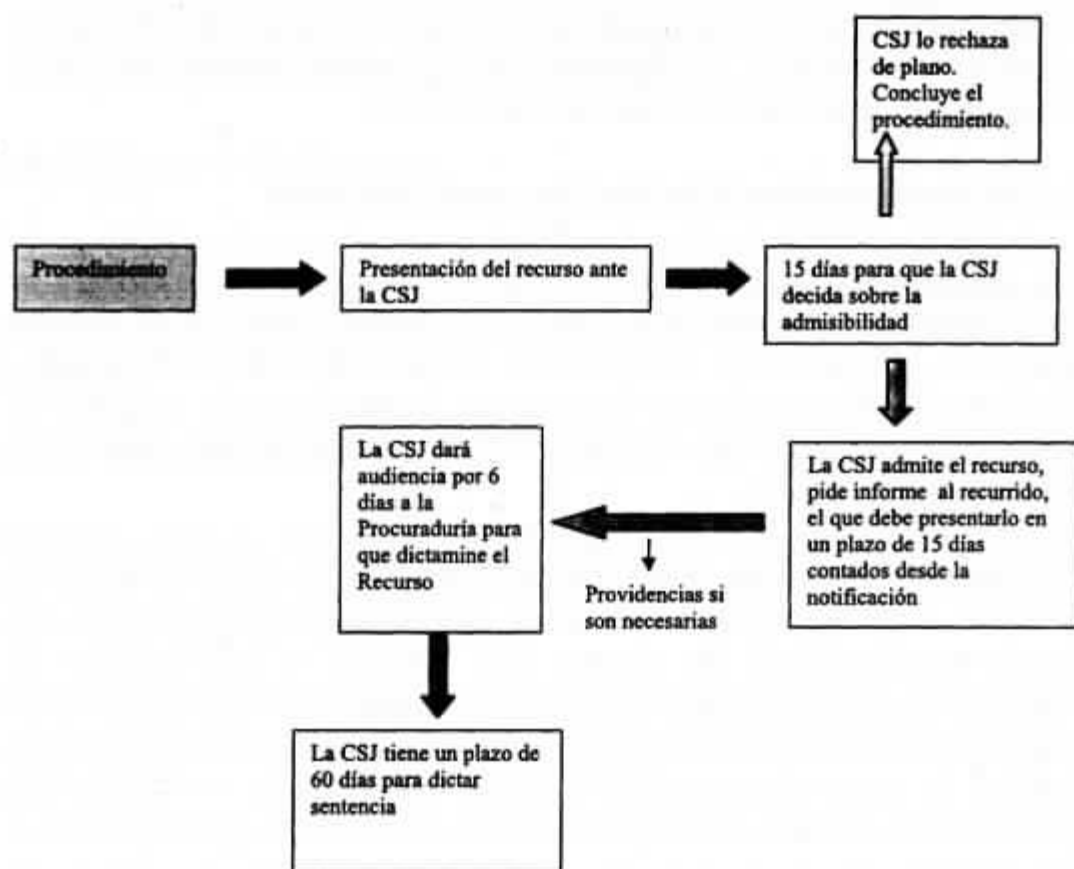 CSJ lo rechaza
de plano.
Concluye el
procedimiento.
Procedimiento
Presentación del recurso ante
la CSJ
15 días para que la CSJ
decida sobre la
admisibilidad
La CSJ dará
audiencia por 6
días a la
Procuraduría para
que dictamine el
Recurso
Providencias si
son necesarias
La CSJ admite el recurso,
pide informe al recurrido,
el que debe presentarlo en
un plazo de 15 días
contados desde la
notificación
La CSJ tiene un plazo de
60 días para dictar
sentencia